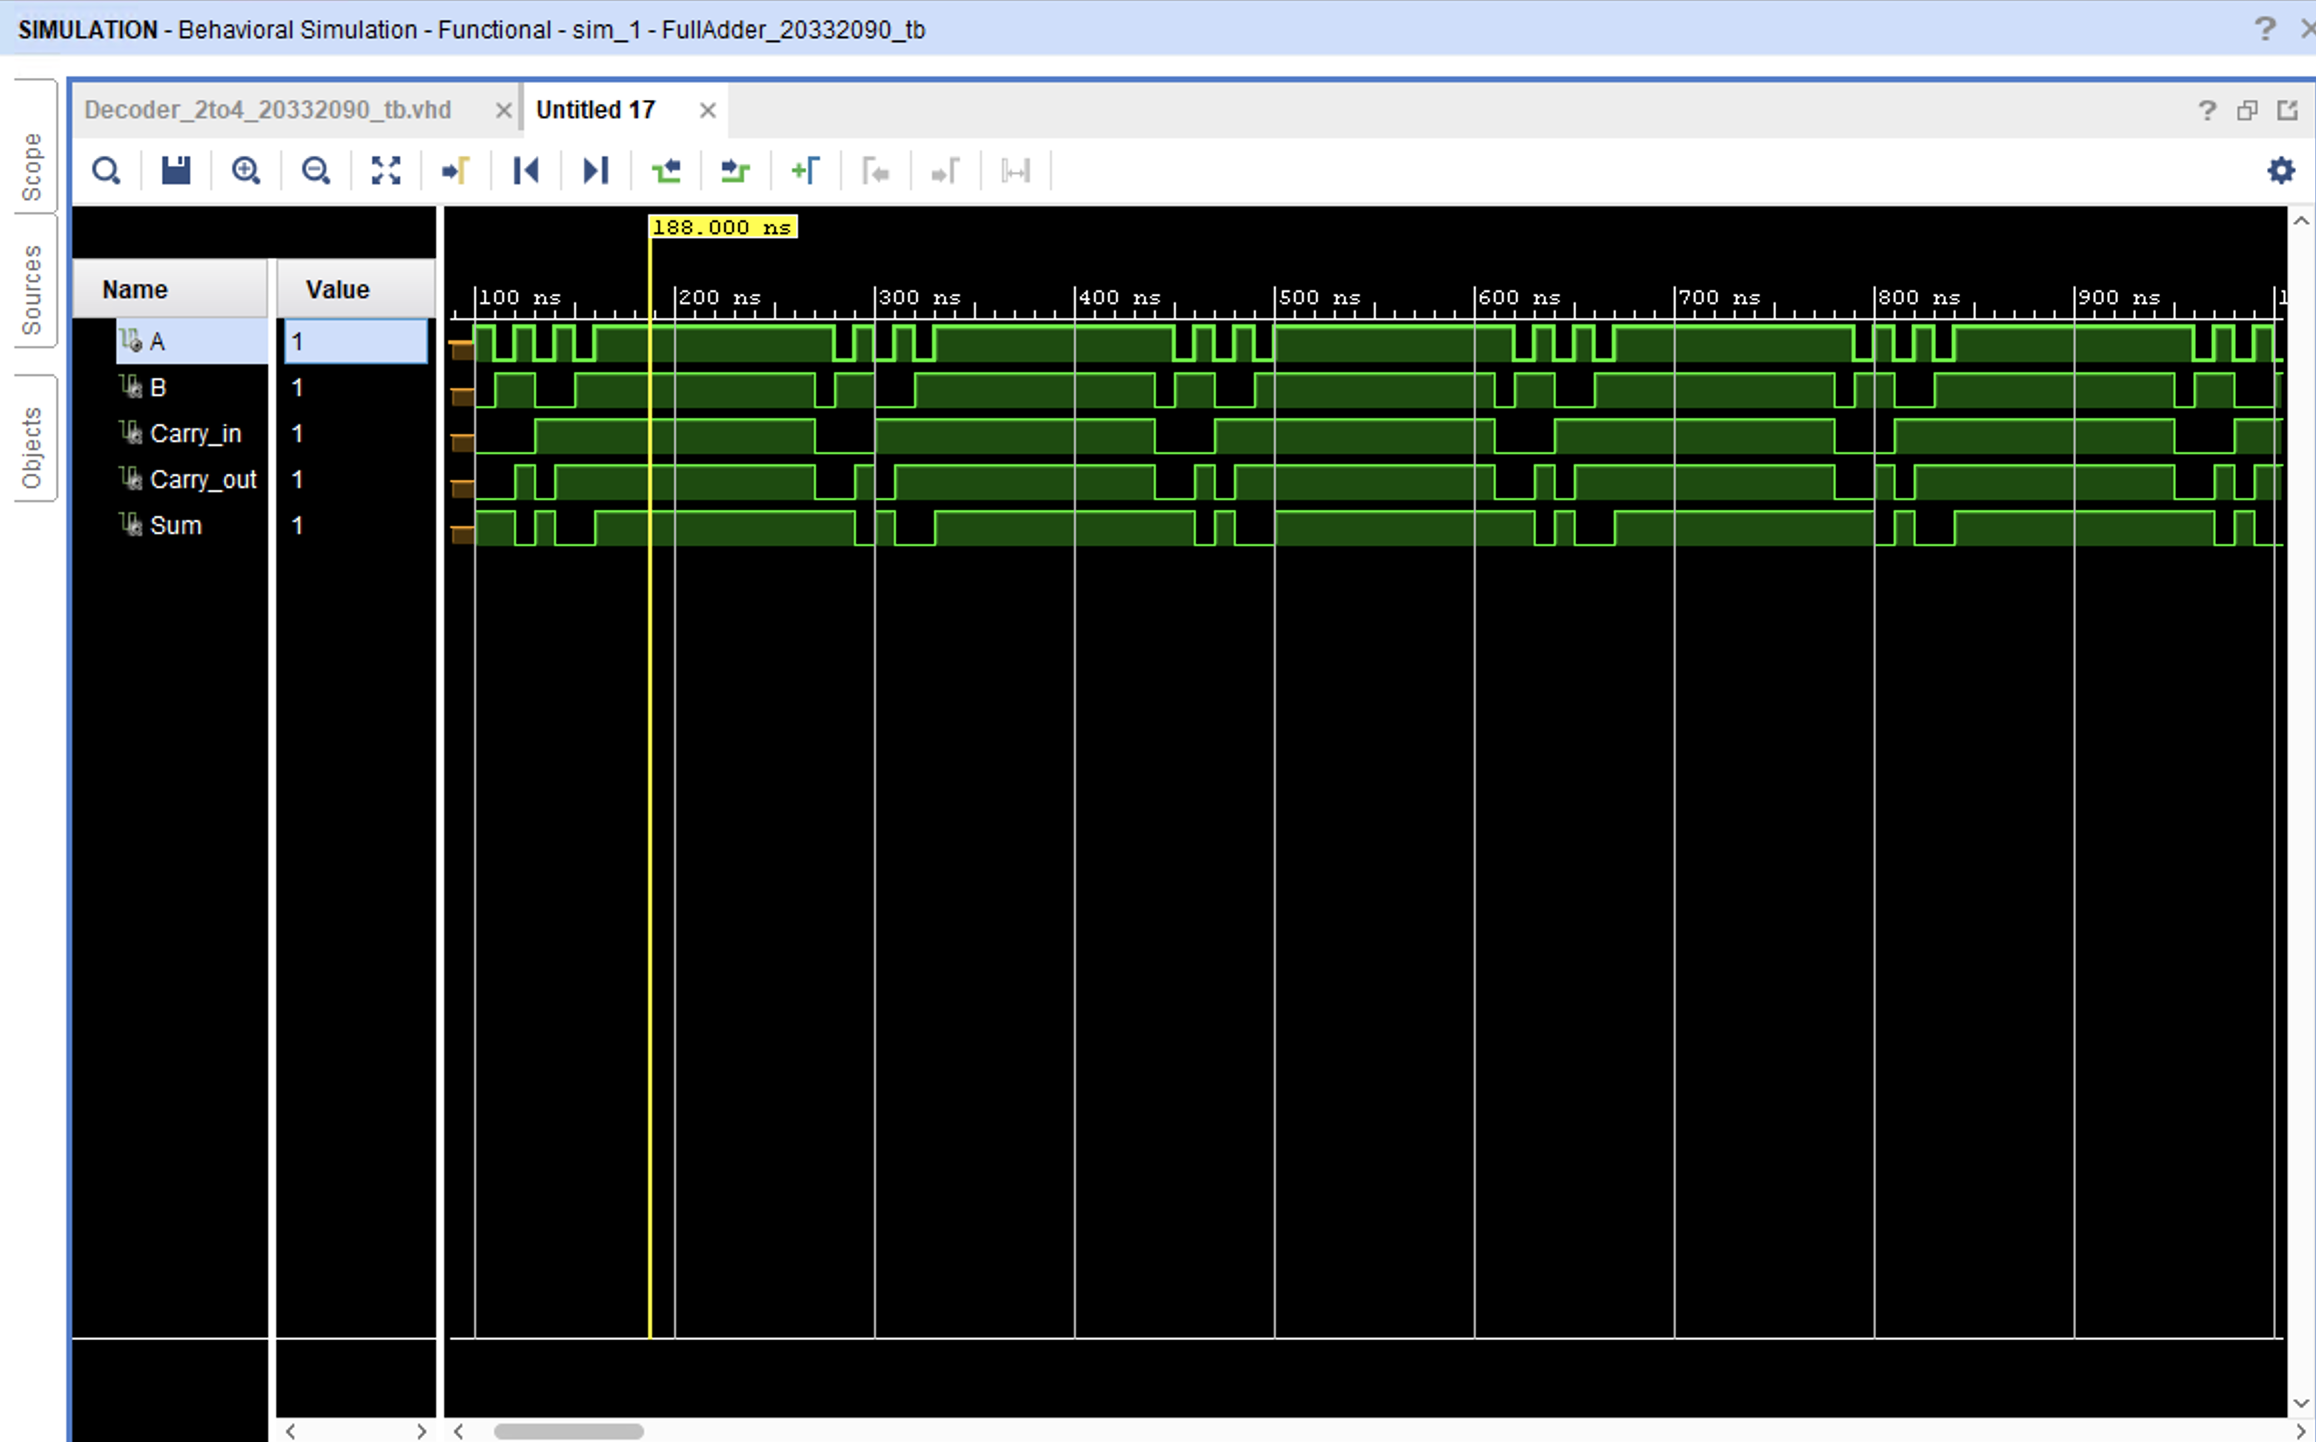 SIMULATION - Behavioral Simulation - Functional - sim_1 - FullAdder_20332090_tb
Decoder_2to4_20332090_tb.vhd
Untitled 17
Scope
Sources
Objects
188.000 ns
Name Value
100 ns 200 ns 300 ns 400 ns 500 ns 600 ns 700 ns 800 ns 900 ns 1
A 1
B 1
Carry_in 1
Carry_out 1
Sum 1